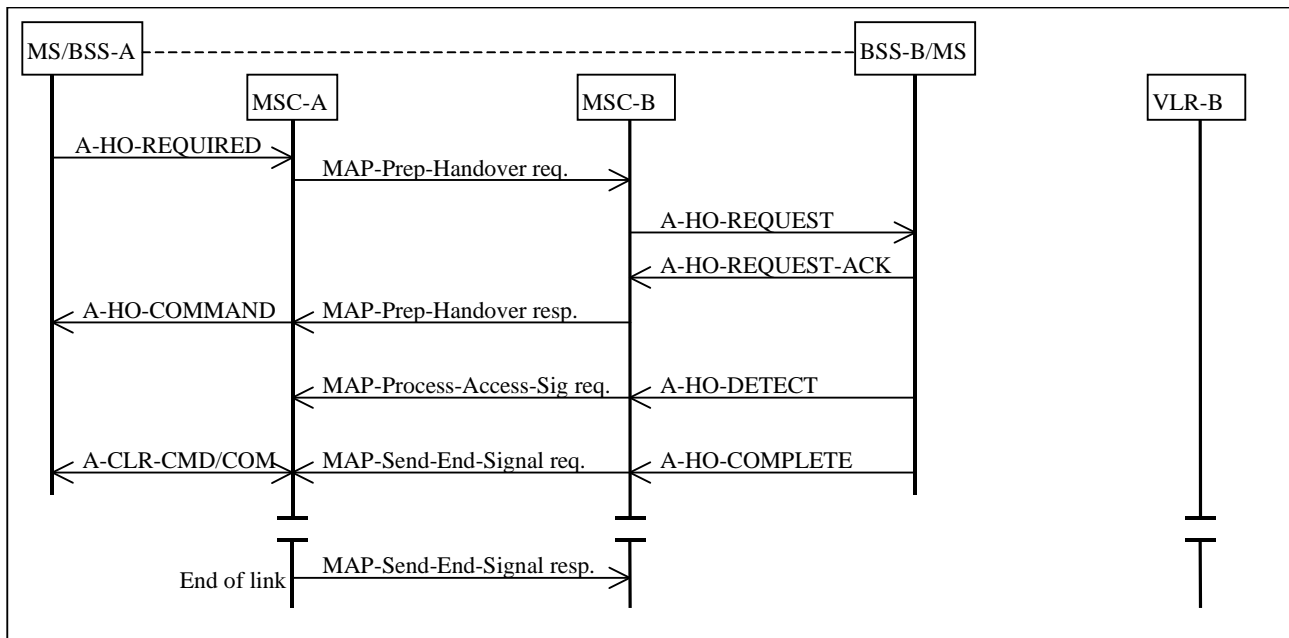 MS/BSS-A
BSS-B/MS
MSC-A
MSC-B
VLR-B
A-HO-REQUIRED
MAP-Prep-Handover req.
A-HO-REQUEST
A-HO-REQUEST-ACK
A-HO-COMMAND
MAP-Prep-Handover resp.
MAP-Process-Access-Sig req.
A-HO-DETECT
A-CLR-CMD/COM
MAP-Send-End-Signal req.
A-HO-COMPLETE
End of link
MAP-Send-End-Signal resp.